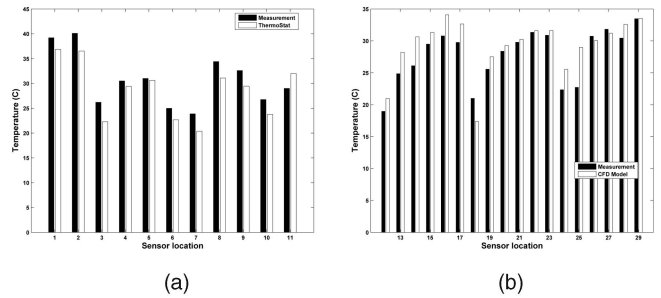 Measurement
ThermoStat
Temperature (C)
45
40
35
30
25
20
15
10
5
0
1 2 3 4 5 6 7 8 9 10 11
Sensor location
(a)
Temperature (C)
35
30
25
20
15
10
5
0
Measurement
CFD Model
13 15 17 19 21 23 25 27 29
Sensor location
(b)